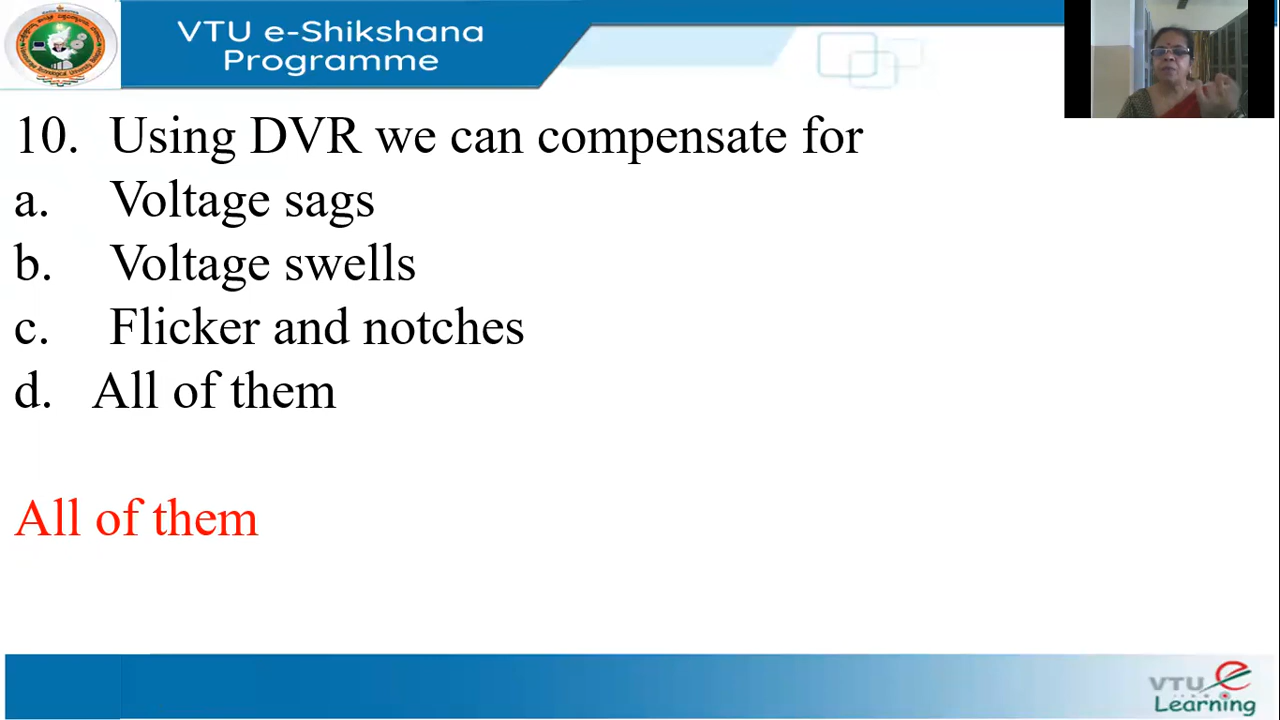 VTU e-Shikshana
Programme
10. Using DVR we can compensate for
a. Voltage sags
b. Voltage swells
c. Flicker and notches
d. All of them
All of them
VTU e
Learning